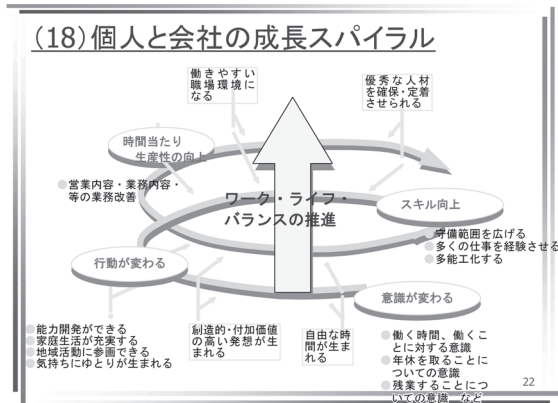 (18)個人と会社の成長スパイラル
働きやすい
職場環境に
なる
優秀な人材
を確保・定着
させられる
時間当たり
生産性の向上
●営業内容・業務内容・
等の業務改善
ワーク・ライフ・
バランスの推進
スキル向上
●守備範囲を広げる
●多くの仕事を経験させる
●多能工化する
行動が変わる
意識が変わる
●能力開発ができる
●家庭生活が充実する
●地域活動に参画できる
●気持ちにゆとりが生まれる
創造的・付加価値
の高い発想が生
まれる
自由な時
間が生ま
れる
●働く時間、働くこ
とに対する意識
●年休を取ることに
ついての意識
●残業することにつ
いての意識 など
22